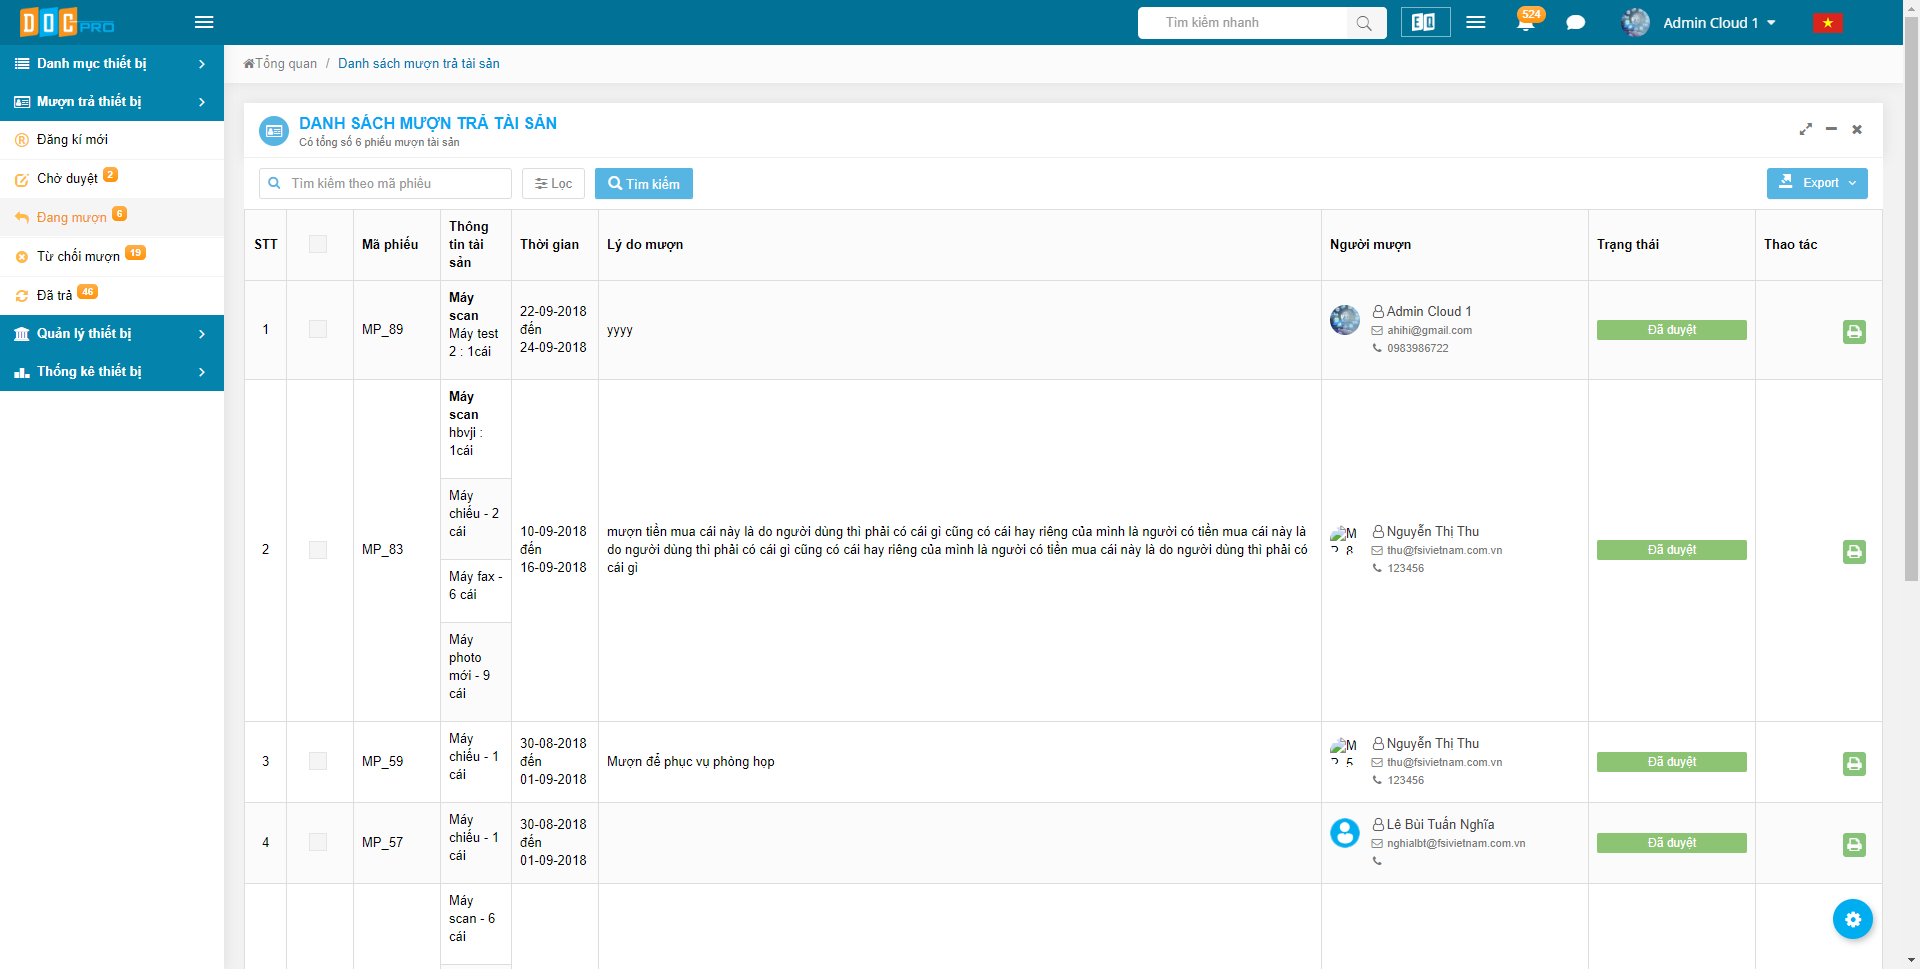 DOCPRO
Tìm kiếm nhanh
EQ
524
Admin Cloud 1
Danh mục thiết bị
Mượn trả thiết bị
Đăng kí mới
Chờ duyệt 2
Đang mượn 6
Từ chối mượn 19
Đã trả 46
Quản lý thiết bị
Thống kê thiết bị
Tổng quan / Danh sách mượn trả tài sản
DANH SÁCH MƯỢN TRẢ TÀI SẢN
Có tổng số 6 phiếu mượn tài sản
Tìm kiếm theo mã phiếu
Lọc
Tìm kiếm
Export
STT
Mã phiếu
Thông
tin tài
sản
Thời gian
Lý do mượn
Người mượn
Trạng thái
Thao tác
1
MP_89
Máy
scan
Máy test
2 : 1cái
22-09-2018
đến
24-09-2018
yyyy
Admin Cloud 1
ahihi@gmail.com
0983986722
Đã duyệt
2
MP_83
Máy
scan
hbvji :
1cái
Máy
chiếu - 2
cái
Máy fax -
6 cái
Máy
photo
mới - 9
cái
10-09-2018
đến
16-09-2018
mượn tiền mua cái này là do người dùng thì phải có cái gì cũng có cái hay riêng của mình là người có tiền mua cái này là
do người dùng thì phải có cái gì cũng có cái hay riêng của mình là người có tiền mua cái này là do người dùng thì phải có
cái gì
Nguyễn Thị Thu
thu@fsivietnam.com.vn
123456
Đã duyệt
3
MP_59
Máy
chiếu - 1
cái
30-08-2018
đến
01-09-2018
Mượn để phục vụ phòng họp
Nguyễn Thị Thu
thu@fsivietnam.com.vn
123456
Đã duyệt
4
MP_57
Máy
chiếu - 1
cái
30-08-2018
đến
01-09-2018
Lê Bùi Tuấn Nghĩa
nghialbt@fsivietnam.com.vn
Đã duyệt
Máy
scan - 6
cái